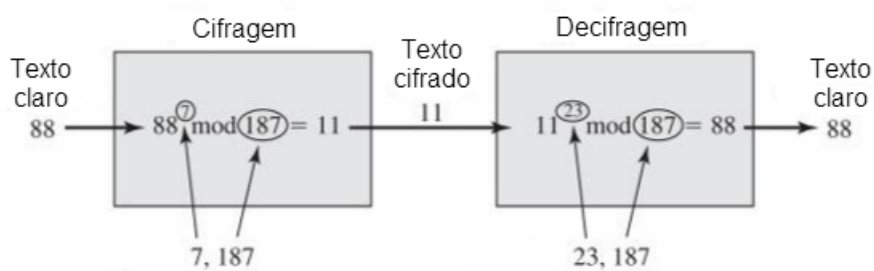 Cifragem
Decifragem
Texto
claro
88
88^7 mod 187 = 11
Texto
cifrado
11
11^23 mod 187 = 88
Texto
claro
88
7, 187
23, 187